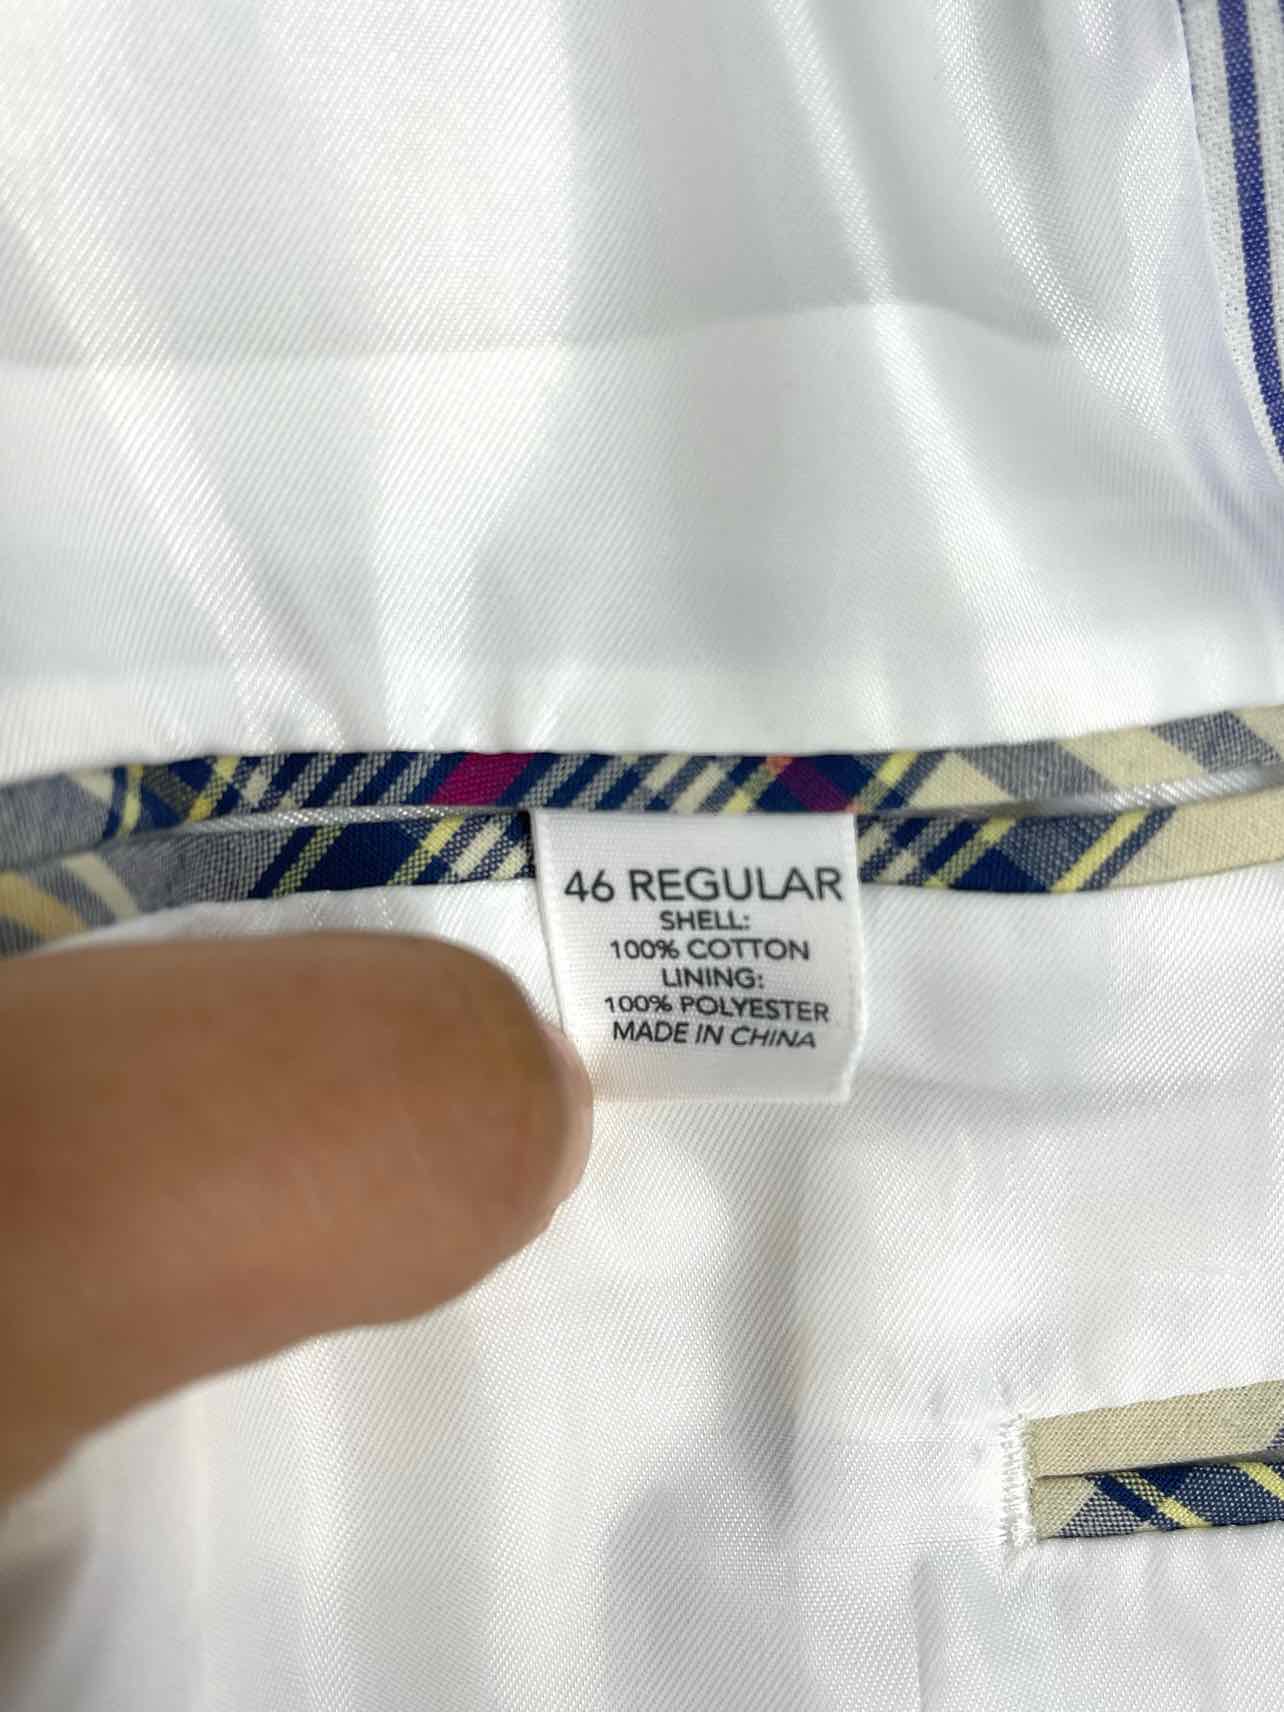 46 REGULAR
SHELL:
100% COTTON
LINING:
100% POLYESTER
MADE IN CHINA